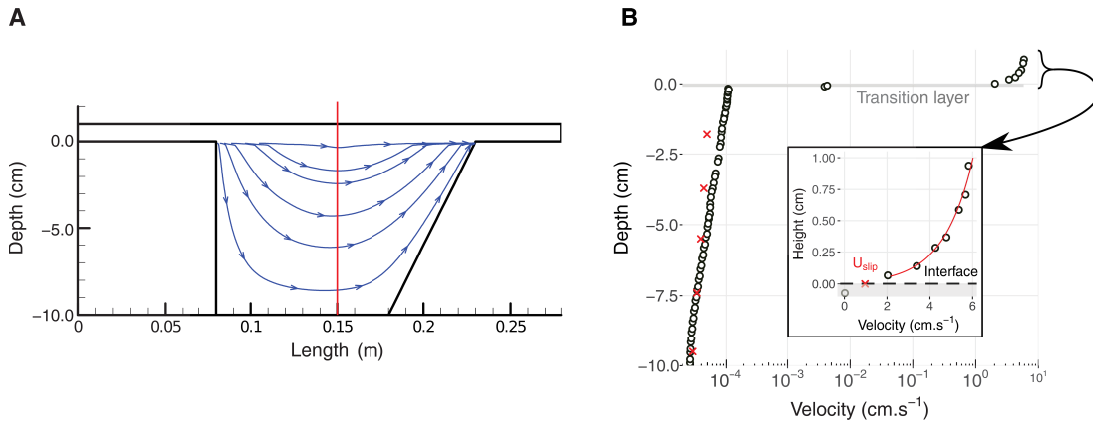 A
0.0
-5.0
-10.0
Depth (cm)
0
0.05
0.1
0.15
0.2
0.25
Length (m)
B
0.0
-2.5
-5.0
-7.5
-10.0
Depth (cm)
Transition layer
1.00
0.75
0.50
0.25
0.00
Height (cm)
Uslip
Interface
0 2 4 6
Velocity (cm.s⁻¹)
10⁻⁴ 10⁻³ 10⁻² 10⁻¹ 10⁰ 10¹
Velocity (cm.s⁻¹)